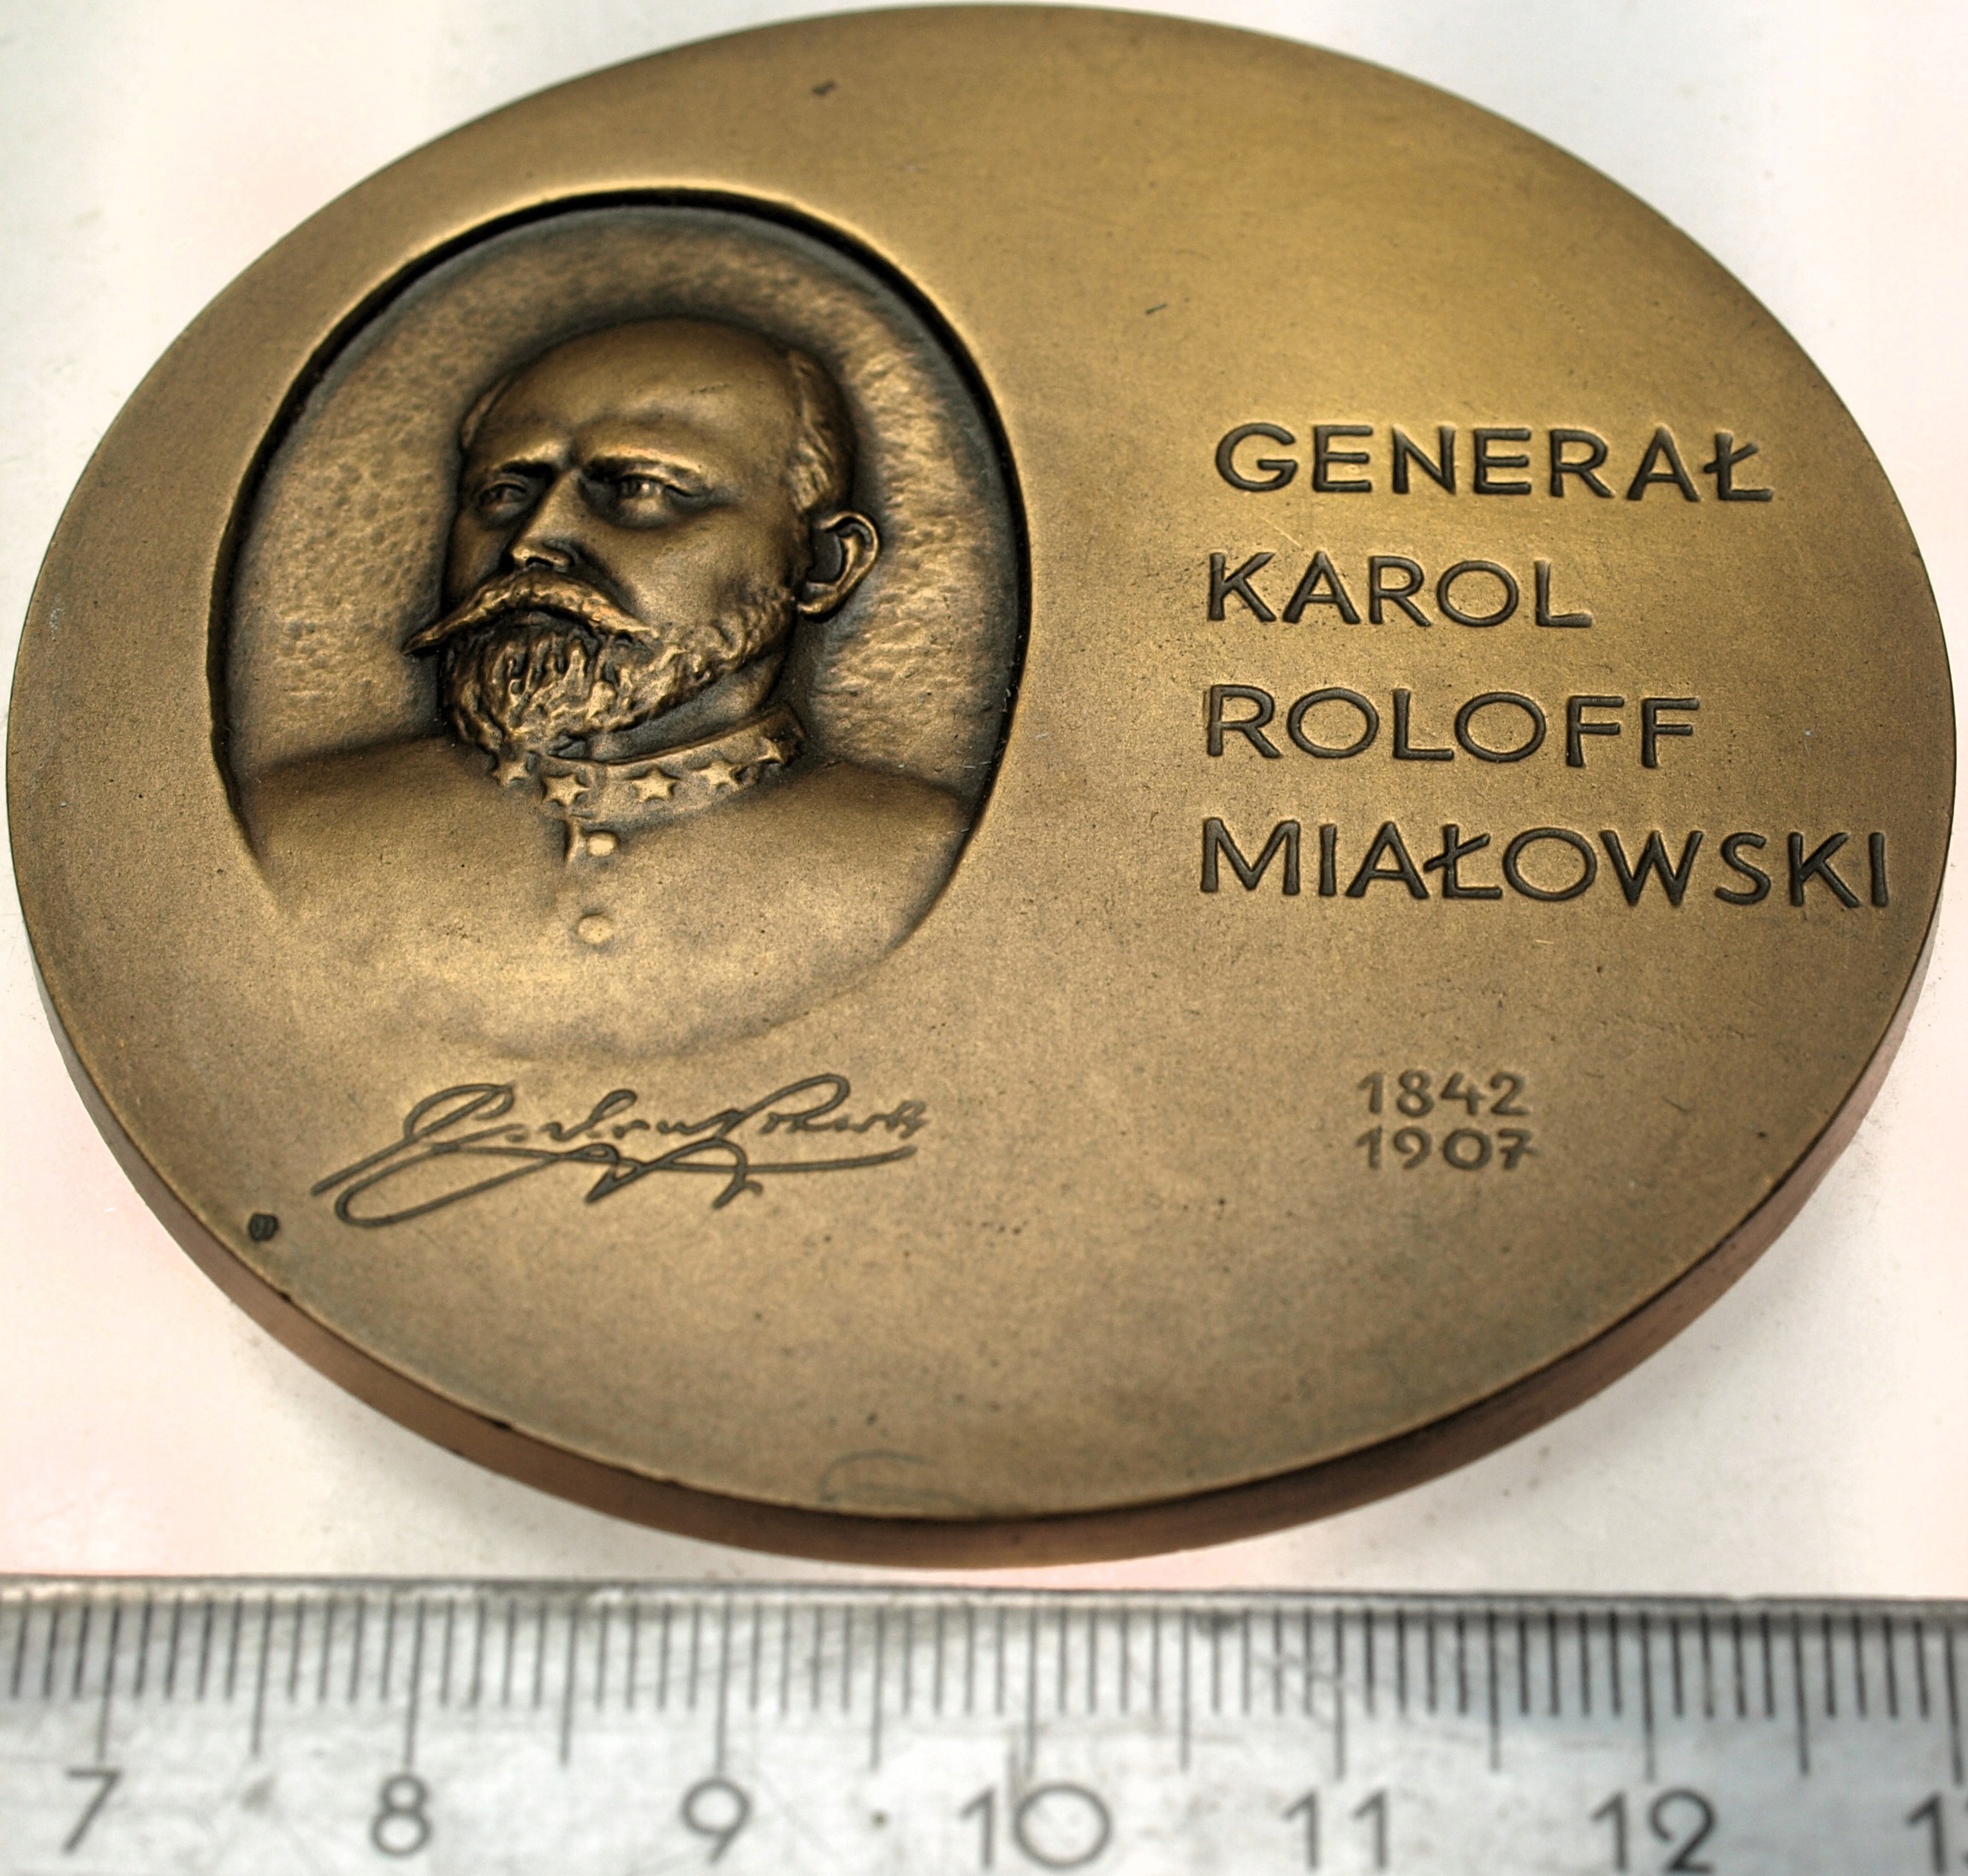 GENERAŁ
KAROL
ROLOFF
MIAŁOWSKI
1842
1907
7 8 9 10 11 12